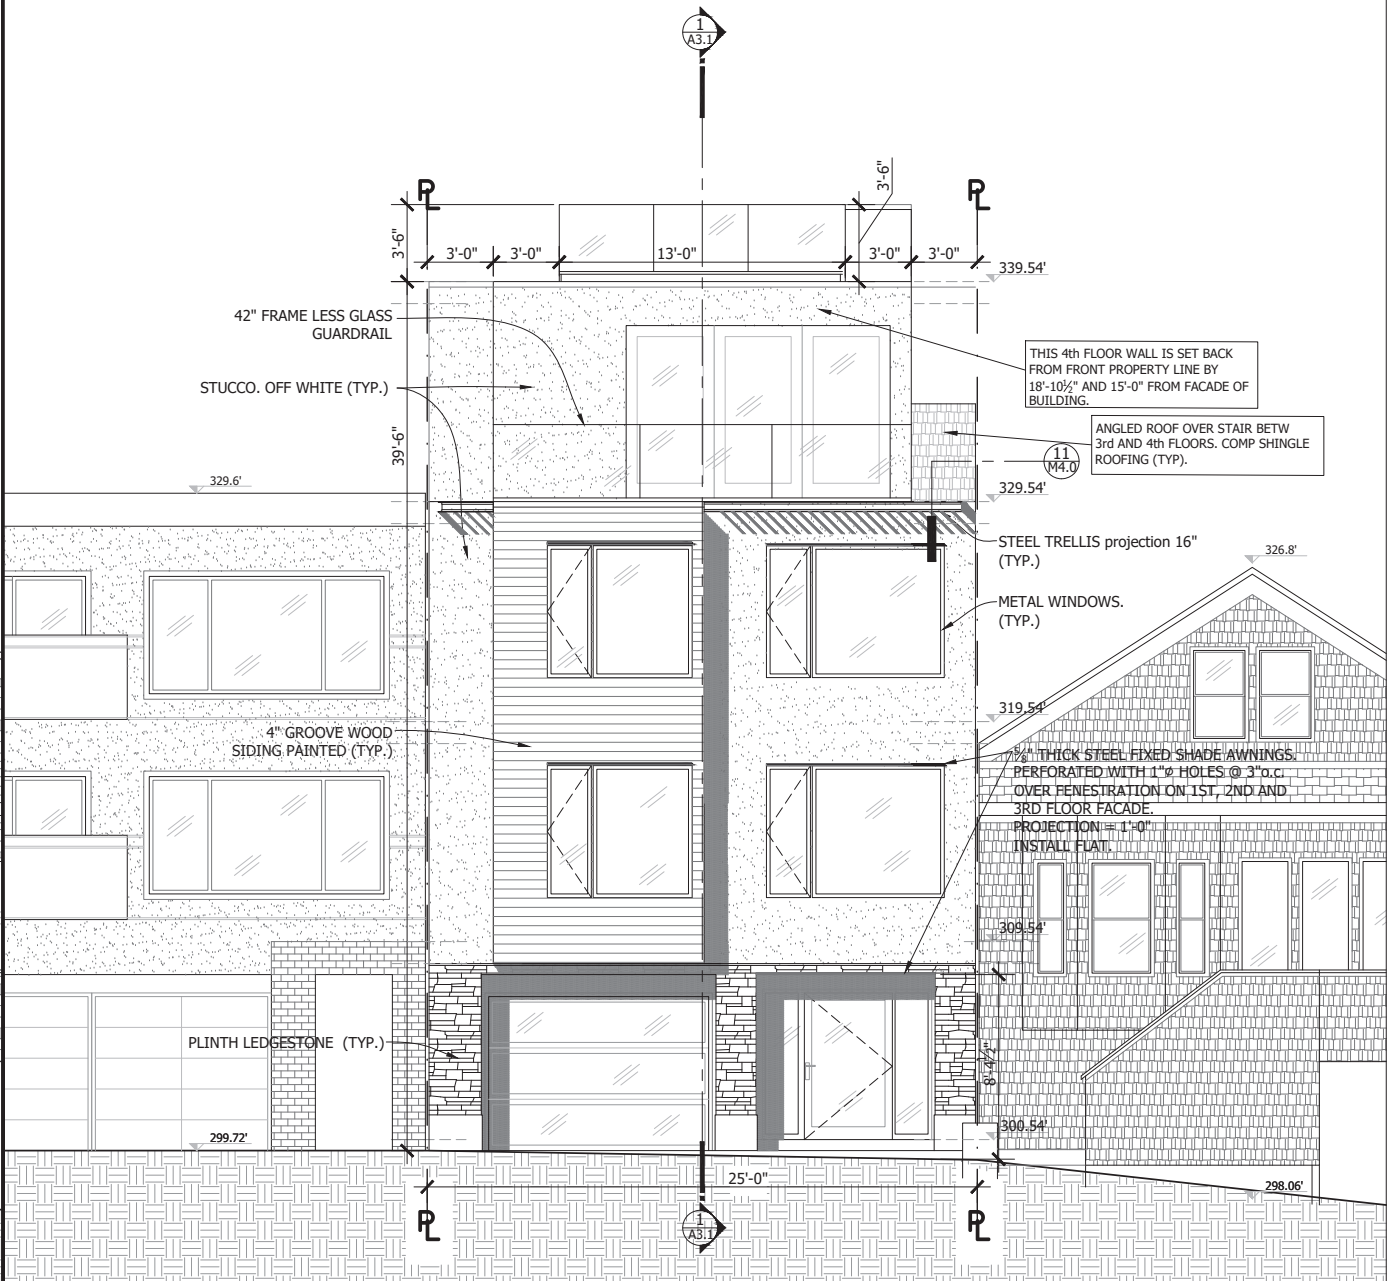 1
A3.1
PL
PL
3'-6"
3'-6"
3'-0"
3'-0"
13'-0"
3'-0"
3'-0"
339.54'
42" FRAME LESS GLASS
GUARDRAIL
STUCCO. OFF WHITE (TYP.)
THIS 4th FLOOR WALL IS SET BACK
FROM FRONT PROPERTY LINE BY
18'-10½" AND 15'-0" FROM FACADE OF
BUILDING.
ANGLED ROOF OVER STAIR BETW
3rd AND 4th FLOORS. COMP SHINGLE
ROOFING (TYP).
39'-6"
11
M4.0
329.6'
329.54'
STEEL TRELLIS projection 16"
(TYP.)
326.8'
METAL WINDOWS.
(TYP.)
319.54'
4" GROOVE WOOD
SIDING PAINTED (TYP.)
⅝" THICK STEEL FIXED SHADE AWNINGS.
PERFORATED WITH 1"ø HOLES @ 3"o.c.
OVER FENESTRATION ON 1ST, 2ND AND
3RD FLOOR FACADE.
PROJECTION = 1'-0"
INSTALL FLAT.
309.54'
PLINTH LEDGESTONE (TYP.)
8'-4½"
299.72'
300.54'
25'-0"
298.06'
PL
1
A3.1
PL